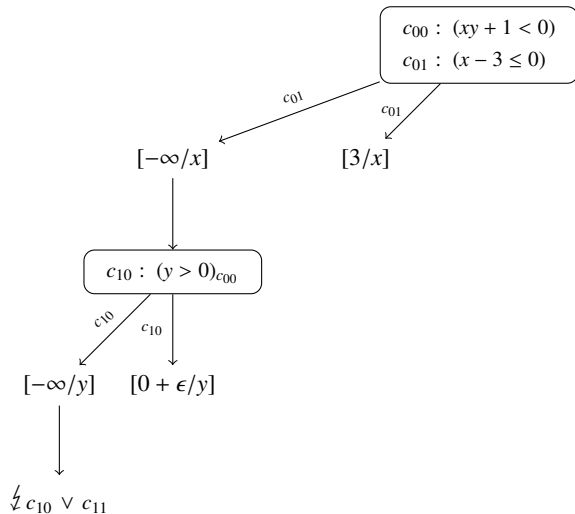 c₀₀ : (xy + 1 < 0)
c₀₁ : (x − 3 ≤ 0)
c₀₁
c₀₁
[−∞/x]
[3/x]
c₁₀ : (y > 0)c₀₀
c₁₀
c₁₀
[−∞/y]
[0 + ϵ/y]
↯ c₁₀ ∨ c₁₁